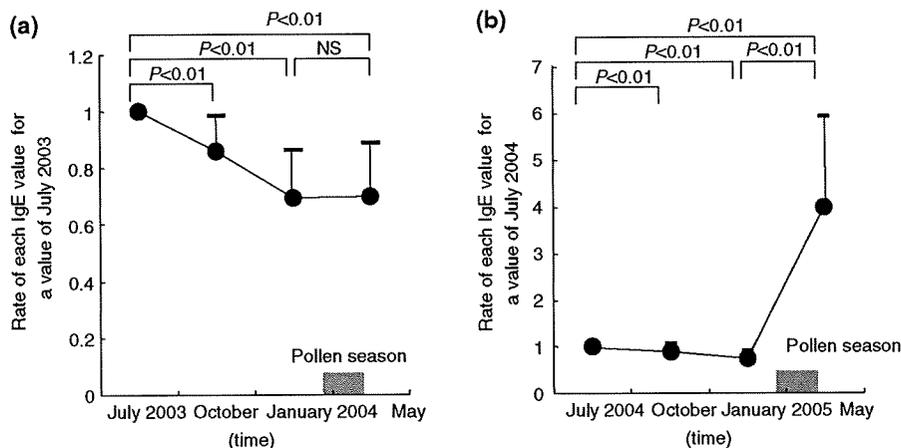 (a)
P<0.01
P<0.01
NS
P<0.01
1.2
1
0.8
0.6
0.4
0.2
0
Rate of each IgE value for
a value of July 2003
Pollen season
July 2003 October January 2004 May
(time)
(b)
P<0.01
P<0.01
P<0.01
P<0.01
7
6
5
4
3
2
1
0
Rate of each IgE value for
a value of July 2004
Pollen season
July 2004 October January 2005 May
(time)